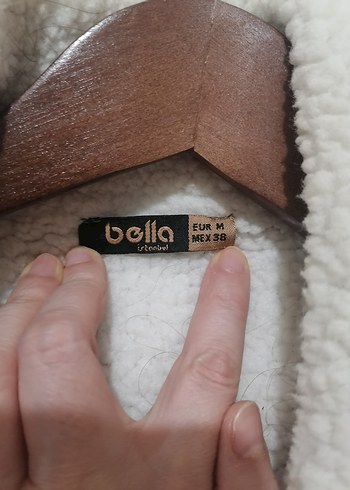 bella
istanbul
EUR M
MEX 38